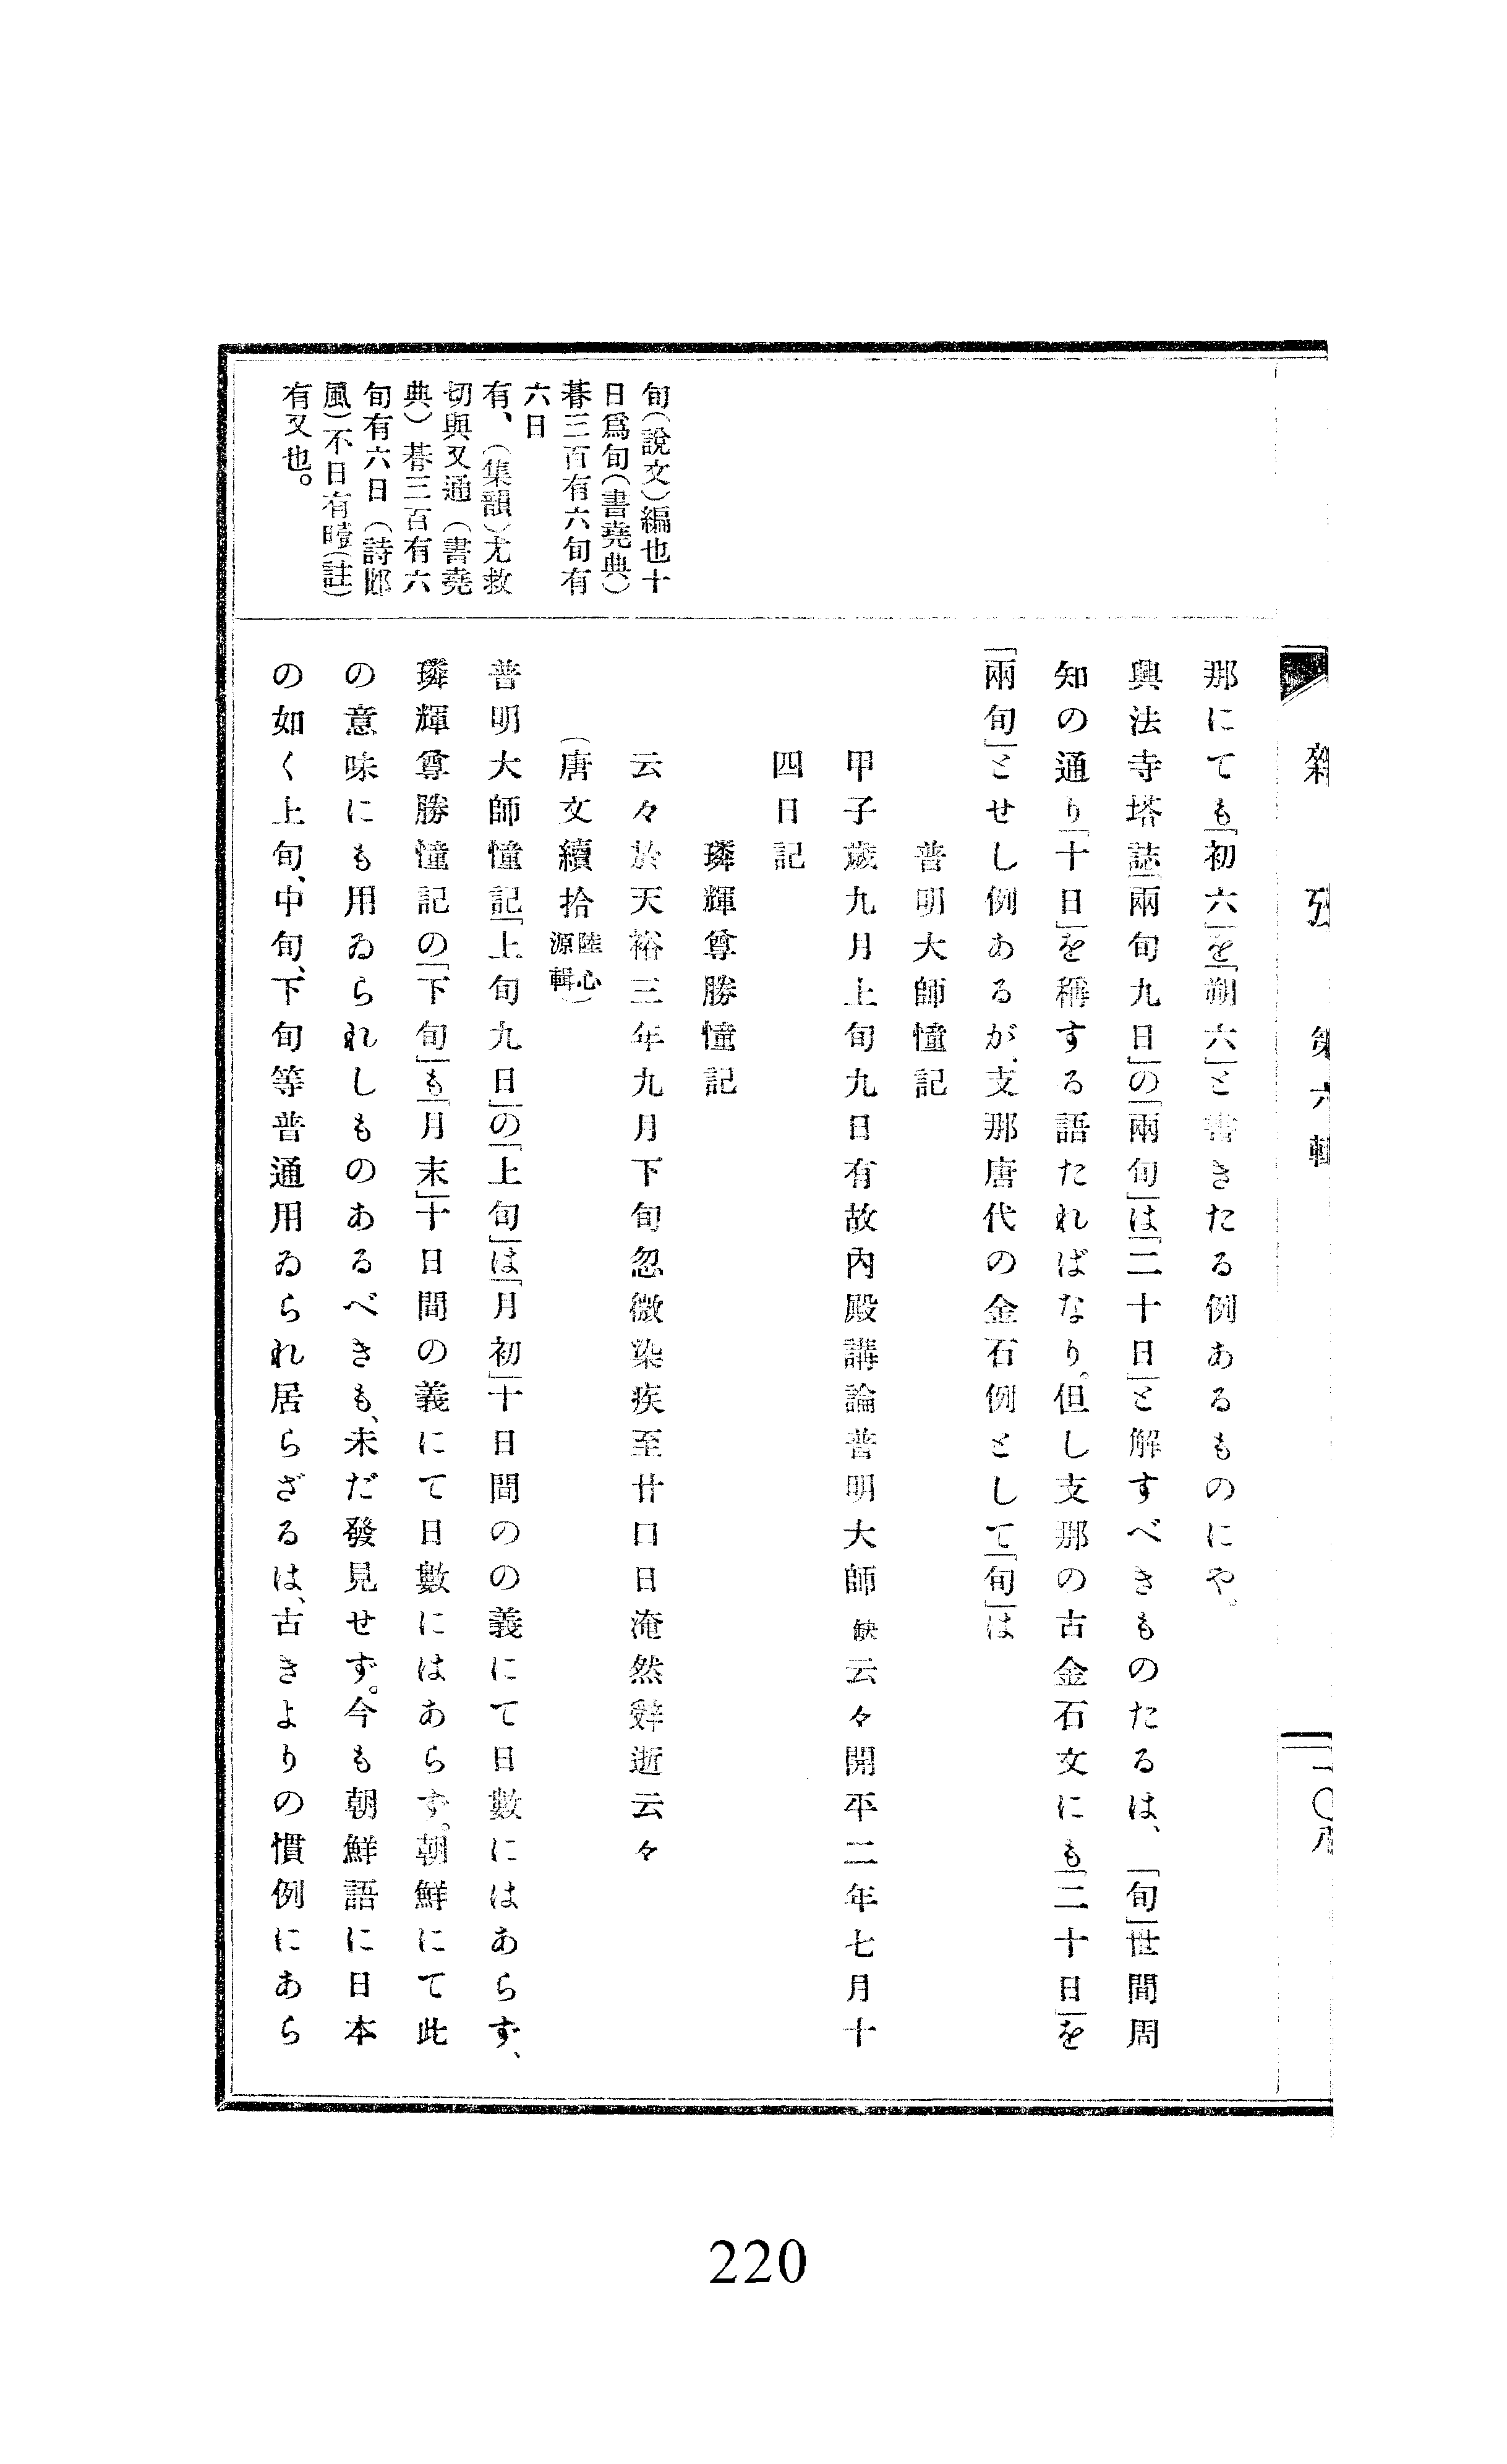 第六輯
一〇八
那にても「初六」を「朔六」と書きたる例あるものにや。
興法寺塔誌「兩旬九日」の「兩旬」は「二十日」と解すべきものたるは、「旬」世間周
知の通り「十日」を稱する語たればなり。但し支那の古金石文にも「二十日」を
「兩旬」とせし例あるが、支那唐代の金石例として「旬」は
普明大師憧記
甲子歲九月上旬九日有故內殿講論普明大師缺云々開平二年七月十
四日記
璘輝尊勝憧記
云々於天裕三年九月下旬忽微染疾至廿口日淹然辭逝云々
(唐文續拾陸心源輯)
普明大師憧記「上旬九日」の「上旬」は「月初」十日間のの義にて日數にはあらず、
璘輝尊勝憧記の「下旬」も「月末」十日間の義にて日數にはあらず。朝鮮にて此
の意味にも用ゐられしものあるべきも、未だ發見せず。今も朝鮮語に日本
の如く上旬、中旬、下旬等普通用ゐられ居らざるは、古きよりの慣例にあら
旬(說文)編也十
日爲旬(書堯典)
朞三百有六旬有
六日
有、(集韻)尤救
切與又通(書堯
典)朞三百有六
旬有六日(詩邶
風)不日有曀(註)
有又也。
220